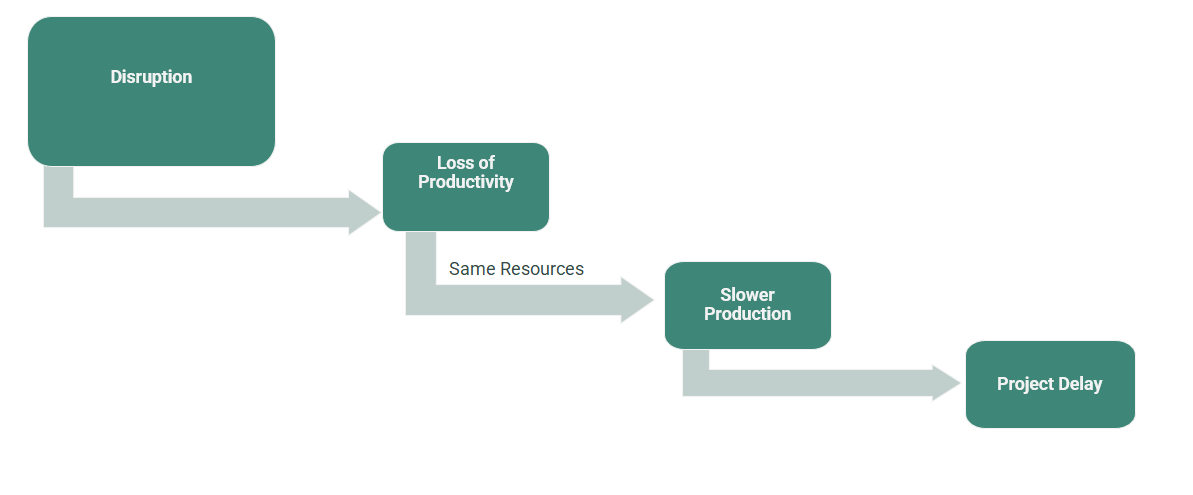 Disruption
Loss of
Productivity
Same Resources
Slower
Production
Project Delay